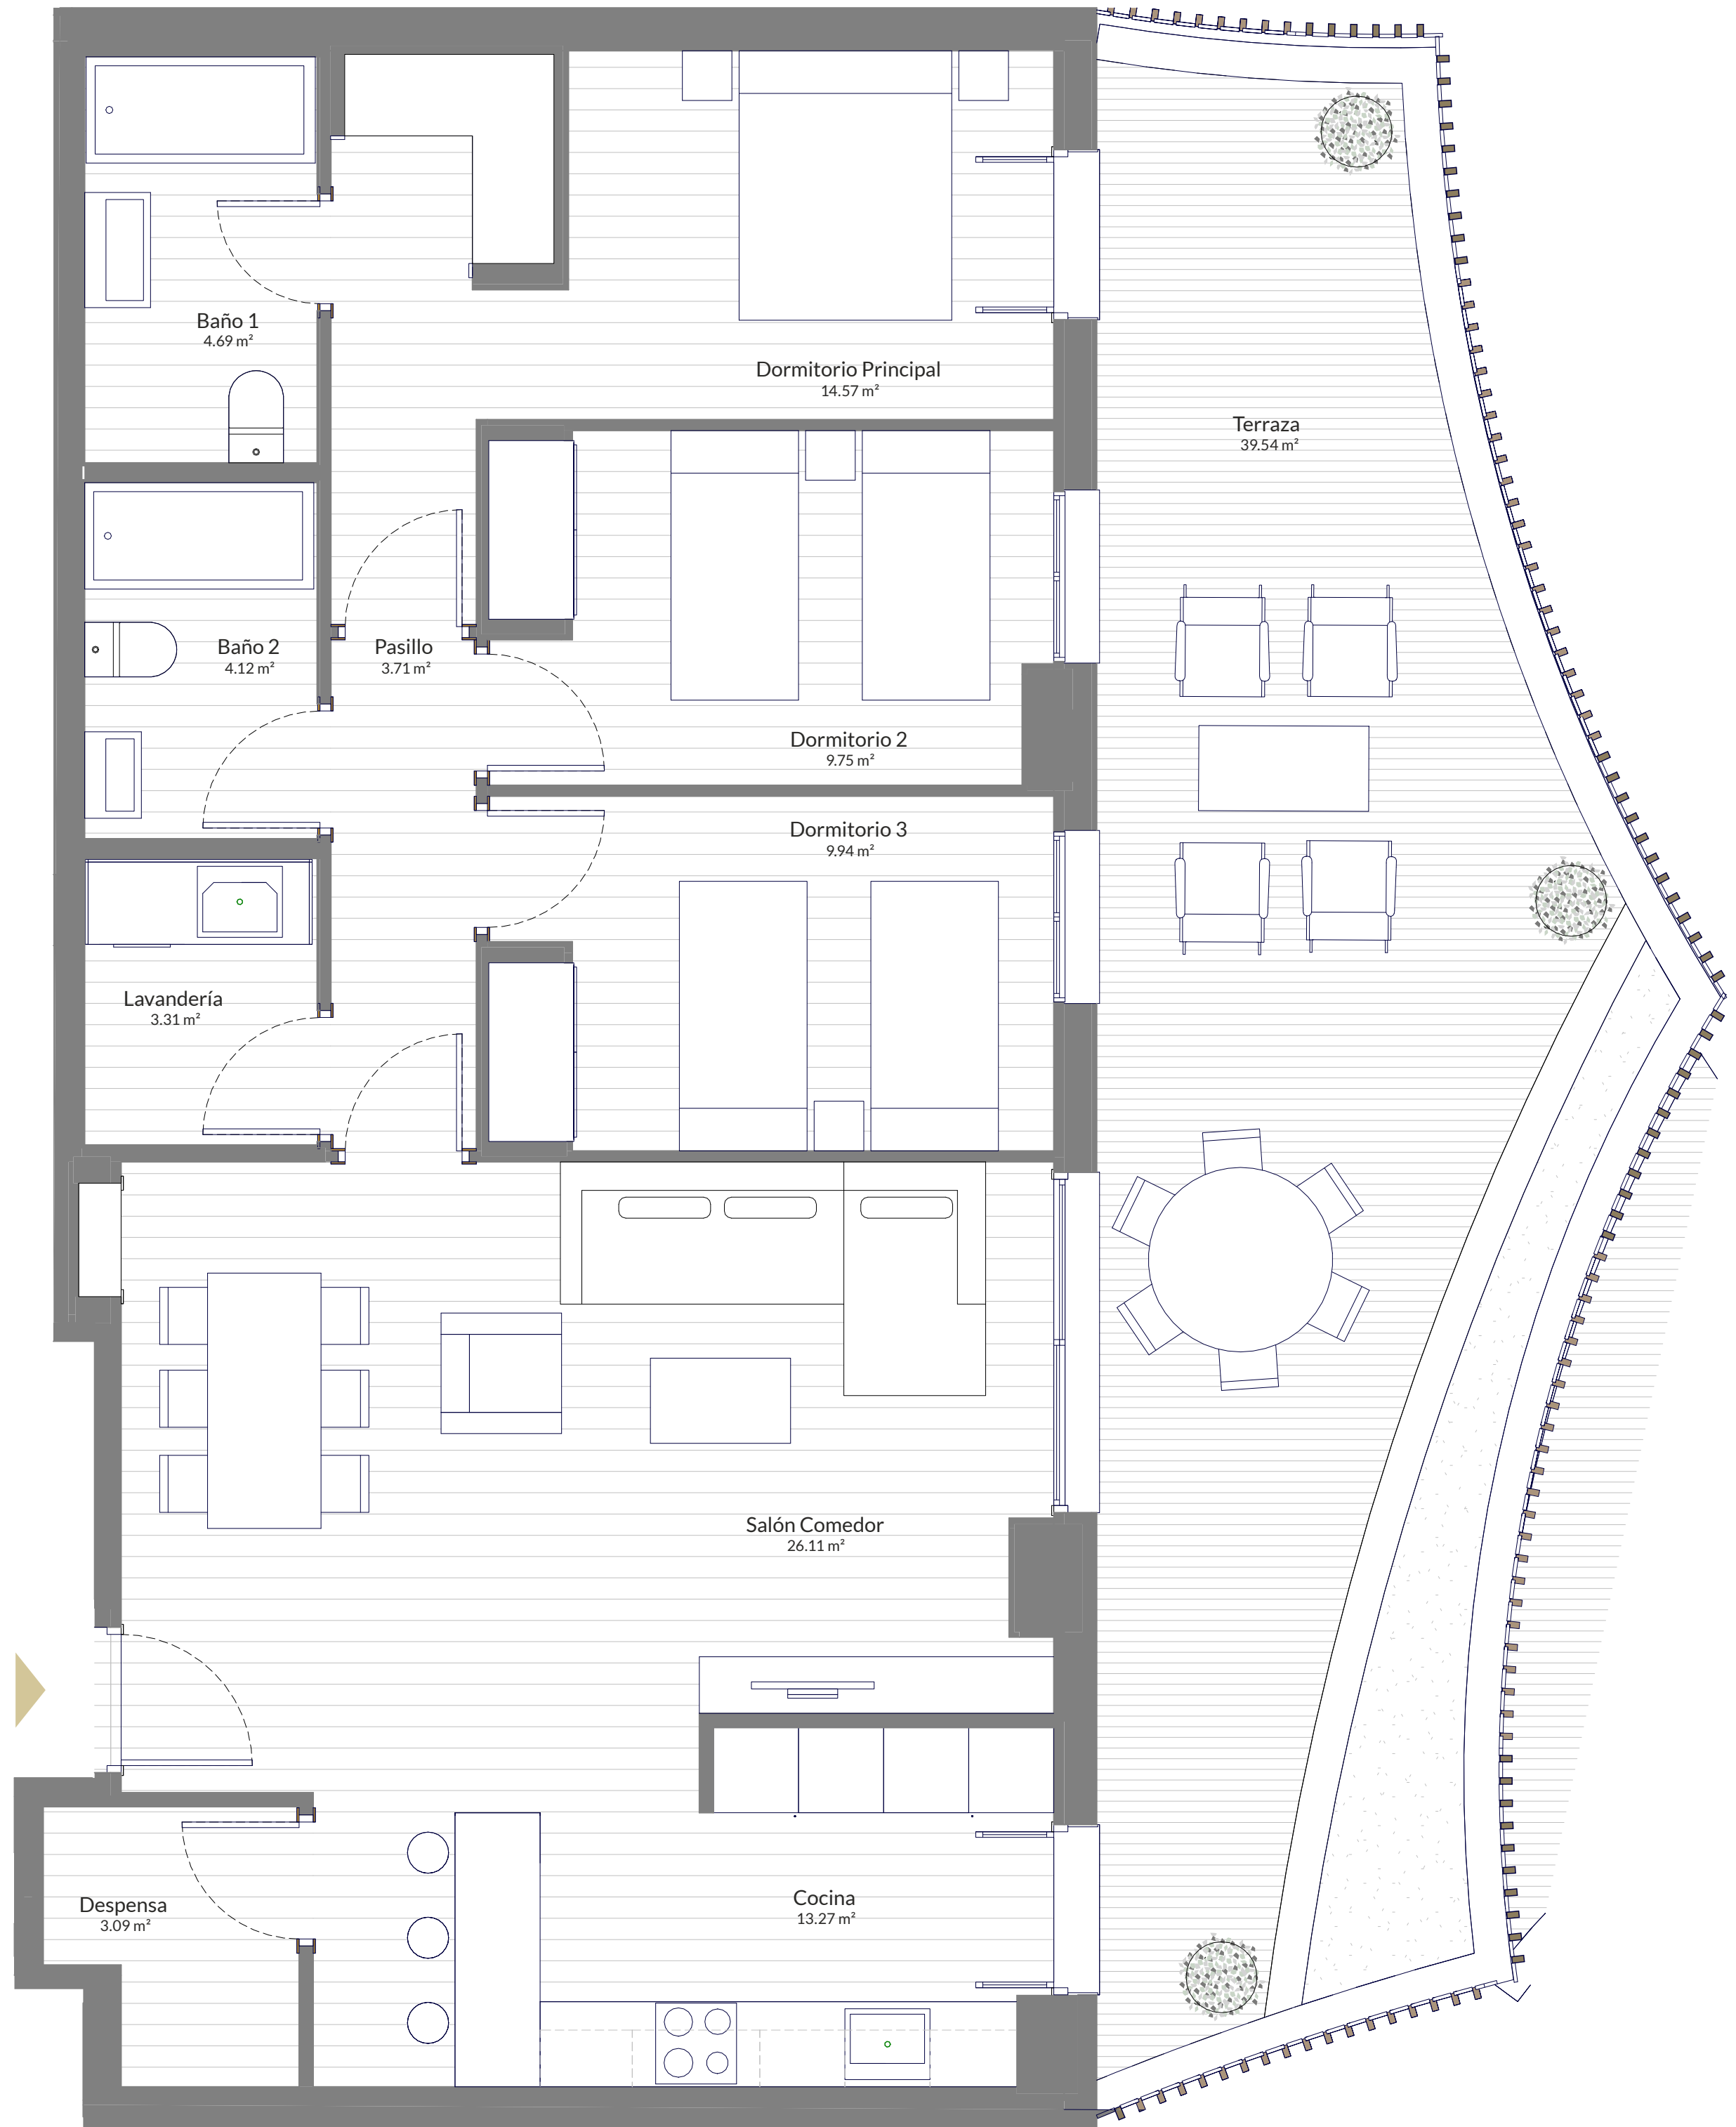 Baño 1
4.69 m²
Dormitorio Principal
14.57 m²
Terraza
39.54 m²
Baño 2
4.12 m²
Pasillo
3.71 m²
Dormitorio 2
9.75 m²
Dormitorio 3
9.94 m²
Lavandería
3.31 m²
Salón Comedor
26.11 m²
Despensa
3.09 m²
Cocina
13.27 m²